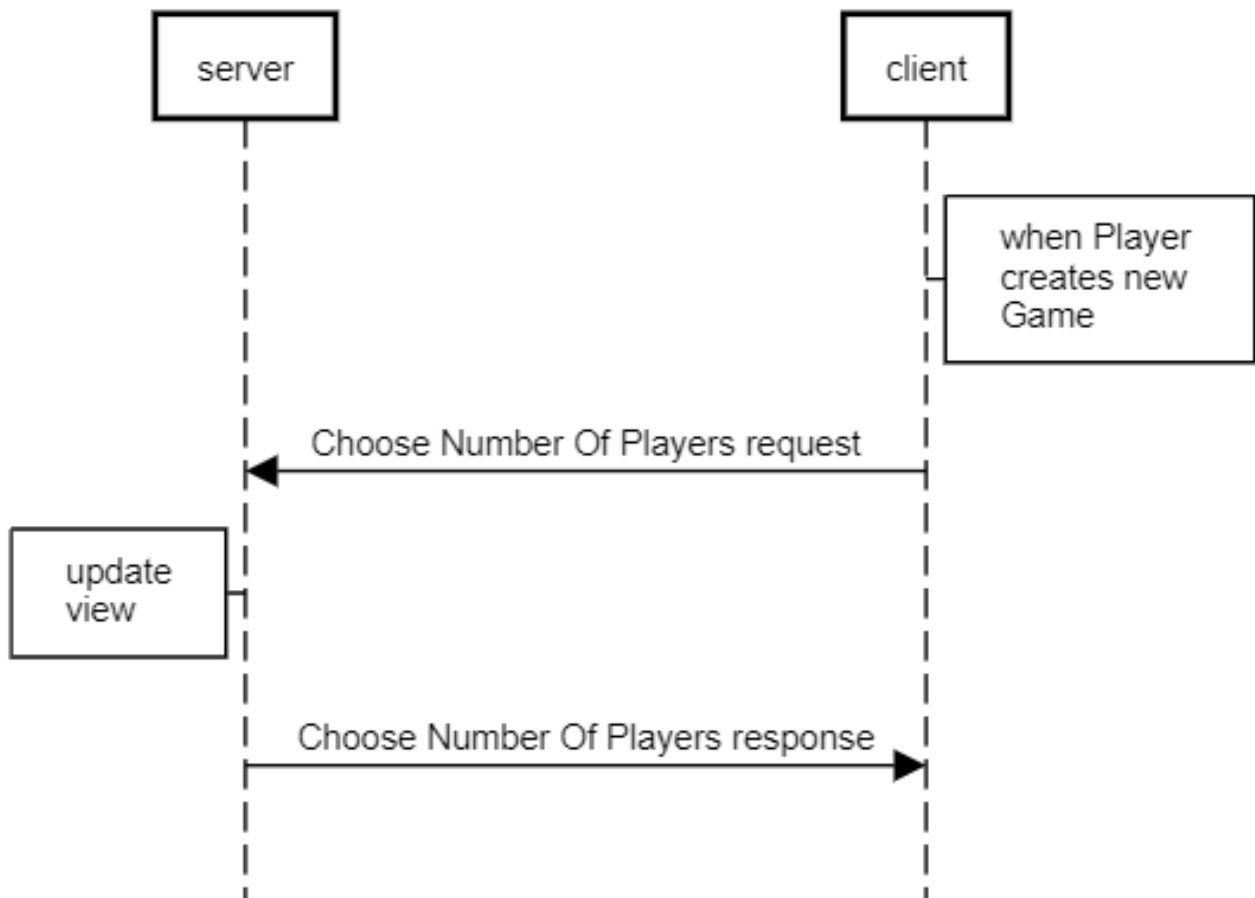 server
client
when Player
creates new
Game
Choose Number Of Players request
update
view
Choose Number Of Players response